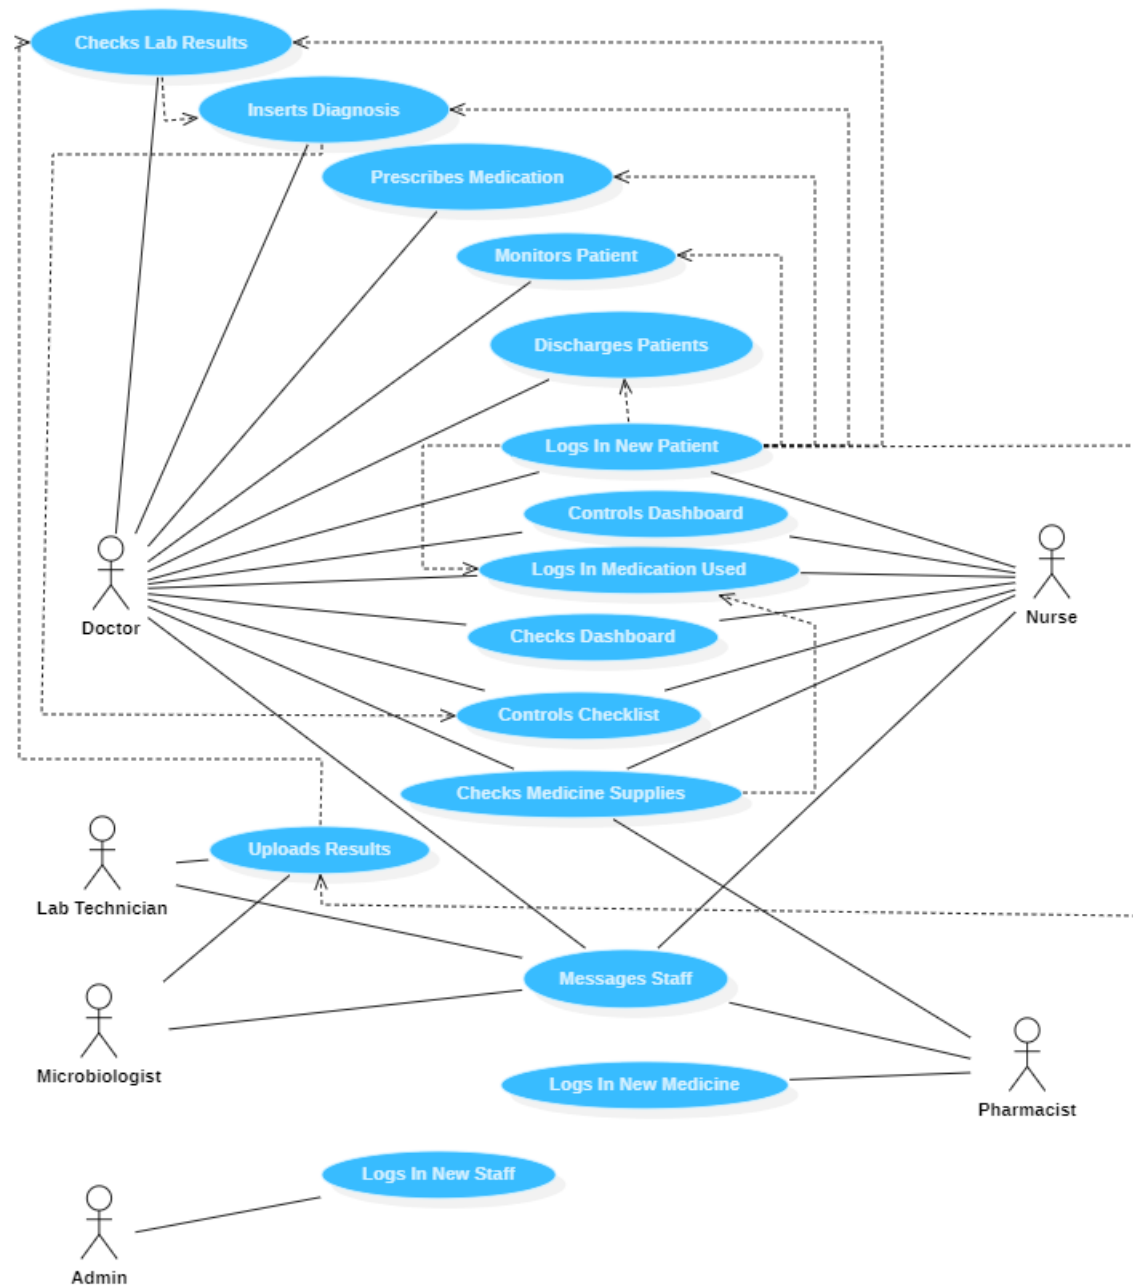 Checks Lab Results
Inserts Diagnosis
Prescribes Medication
Monitors Patient
Discharges Patients
Logs In New Patient
Controls Dashboard
Logs In Medication Used
Doctor
Nurse
Checks Dashboard
Controls Checklist
Checks Medicine Supplies
Uploads Results
Lab Technician
Messages Staff
Microbiologist
Logs In New Medicine
Pharmacist
Logs In New Staff
Admin